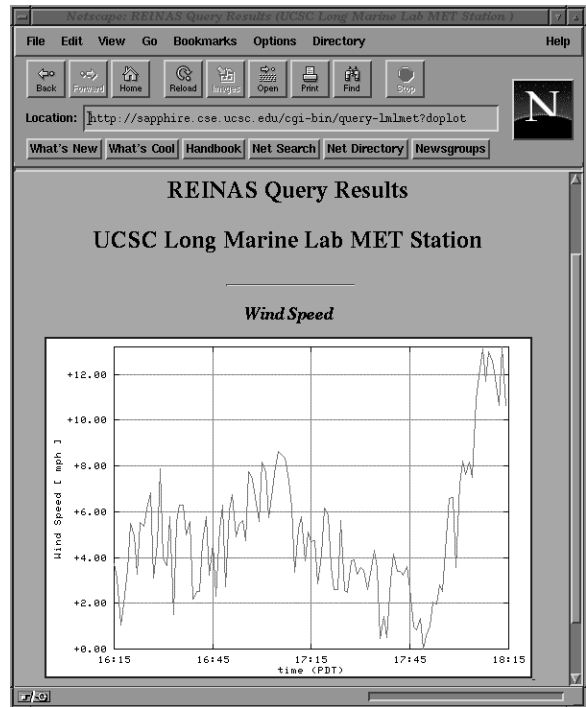 Netscape: REINAS Query Results (UCSC Long Marine Lab MET Station )
File Edit View Go Bookmarks Options Directory Help
Back Forward Home Reload Images Open Print Find Stop
Location: http://sapphire.cse.ucsc.edu/cgi-bin/query-lmlmet?doplot
N
What's New What's Cool Handbook Net Search Net Directory Newsgroups
REINAS Query Results
UCSC Long Marine Lab MET Station
Wind Speed
+12.00
+10.00
+8.00
+6.00
+4.00
+2.00
+0.00
Wind Speed [ mph ]
16:15 16:45 17:15 17:45 18:15
time (PDT)